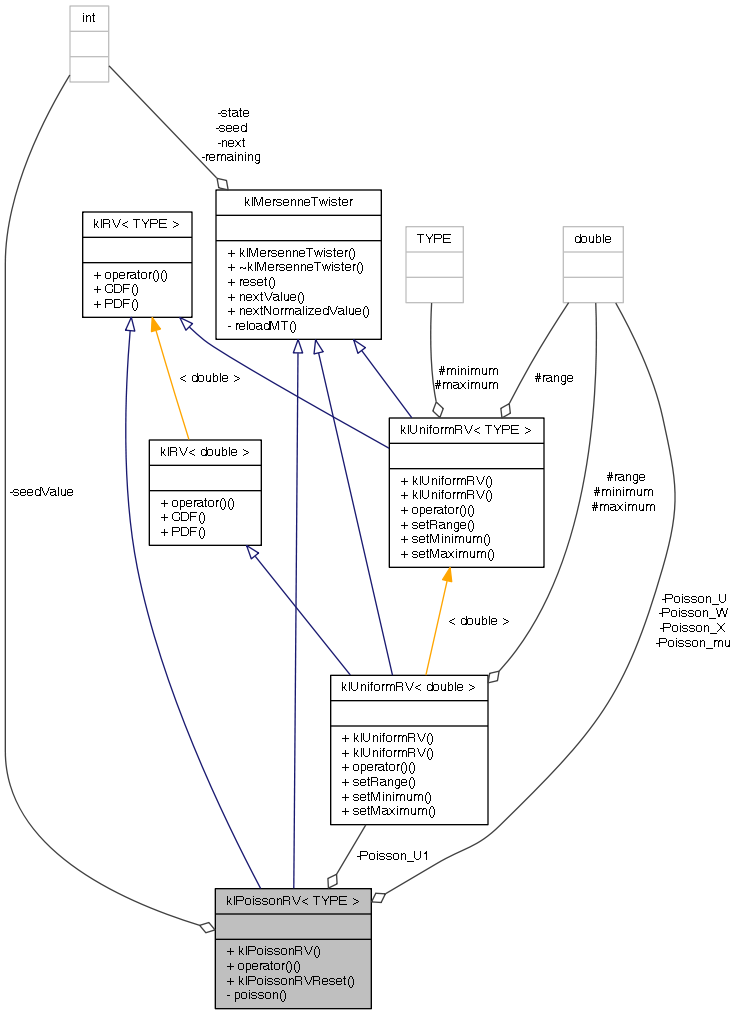 int
-state
-seed
-next
-remaining
klMersenneTwister
+ klMersenneTwister()
+ ~klMersenneTwister()
+ reset()
+ nextValue()
+ nextNormalizedValue()
- reloadMT()
klRV< TYPE >
+ operator()()
+ CDF()
+ PDF()
TYPE
double
#minimum
#maximum
#range
< double >
klUniformRV< TYPE >
+ klUniformRV()
+ klUniformRV()
+ operator()()
+ setRange()
+ setMinimum()
+ setMaximum()
klRV< double >
+ operator()()
+ CDF()
+ PDF()
-seedValue
#range
#minimum
#maximum
< double >
-Poisson_U
-Poisson_W
-Poisson_X
-Poisson_mu
klUniformRV< double >
+ klUniformRV()
+ klUniformRV()
+ operator()()
+ setRange()
+ setMinimum()
+ setMaximum()
-Poisson_U1
klPoissonRV< TYPE >
+ klPoissonRV()
+ operator()()
+ klPoissonRVReset()
- poisson()